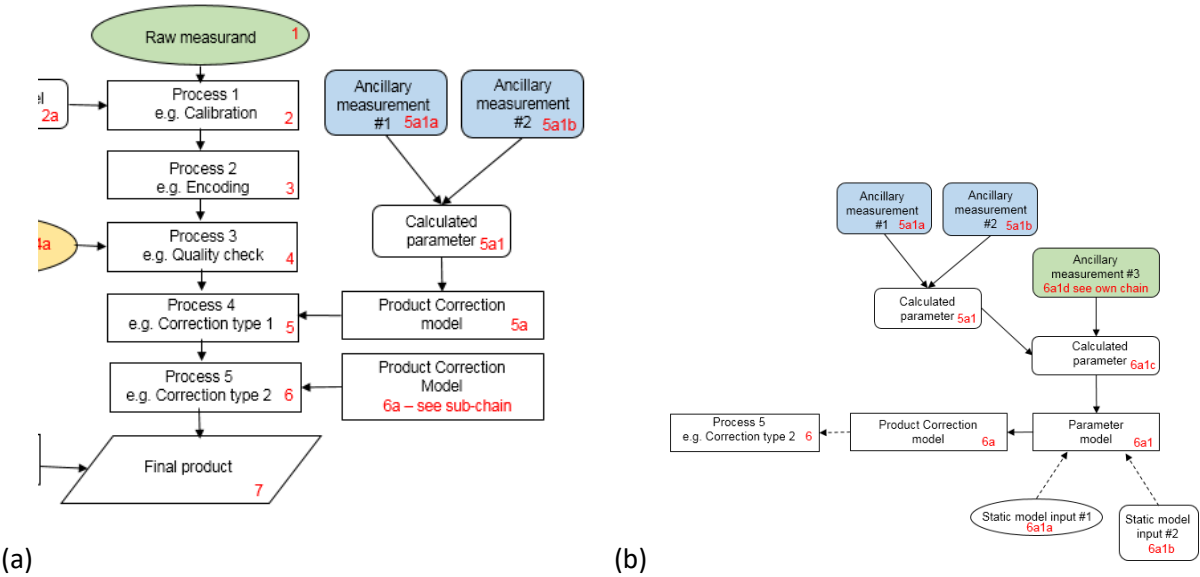 Raw measurand 1
Process 1
e.g. Calibration 2
2a
Process 2
e.g. Encoding 3
Process 3
e.g. Quality check 4
4a
Process 4
e.g. Correction type 1 5
Process 5
e.g. Correction type 2 6
Final product
7
Ancillary
measurement
#1 5a1a
Ancillary
measurement
#2 5a1b
Calculated
parameter 5a1
Product Correction
model 5a
Product Correction
Model
6a – see sub-chain
(a)
Ancillary
measurement
#1 5a1a
Ancillary
measurement
#2 5a1b
Ancillary
measurement #3
6a1d see own chain
Calculated
parameter 5a1
Calculated
parameter 6a1c
Process 5
e.g. Correction type 2 6
Product Correction
model 6a
Parameter
model 6a1
Static model input #1
6a1a
Static model
input #2
6a1b
(b)